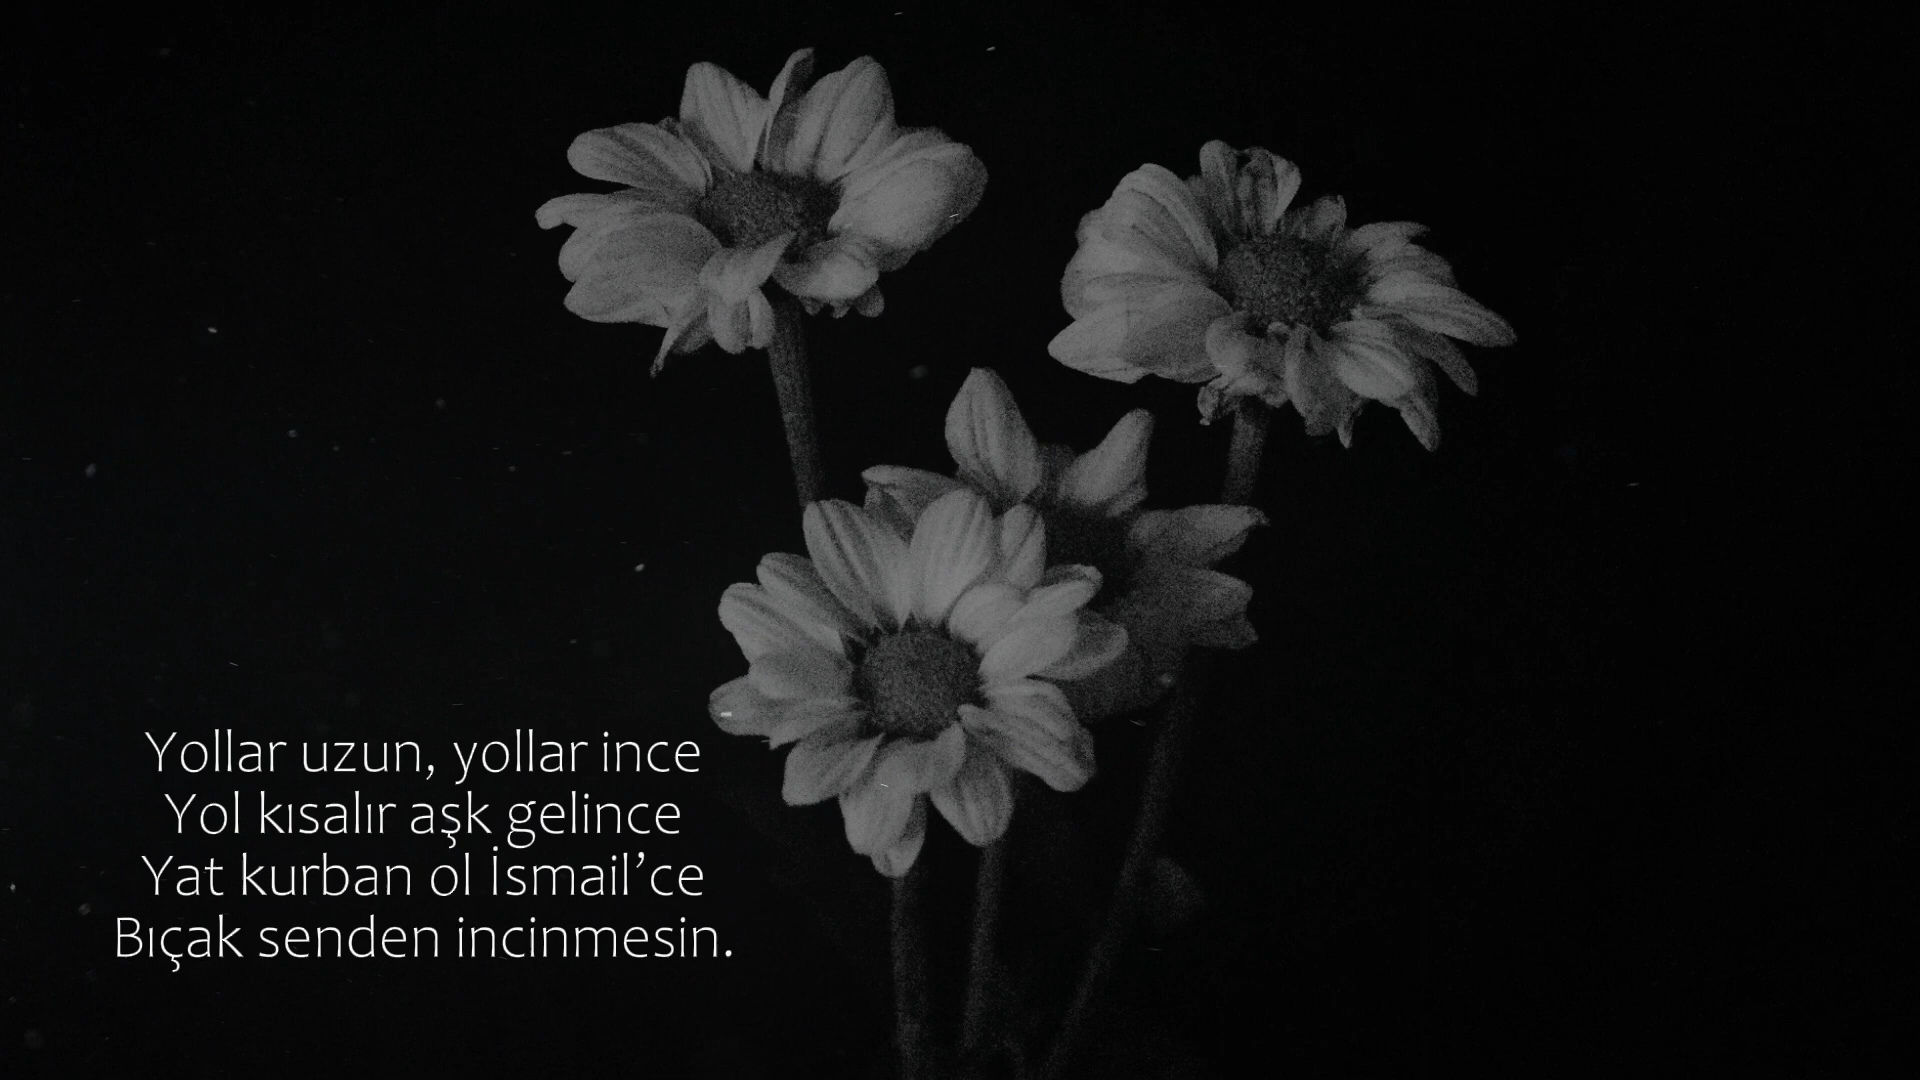 Yollar uzun, yollar ince
Yol kısalır aşk gelince
Yat kurban ol İsmail’ce
Bıçak senden incinmesin.